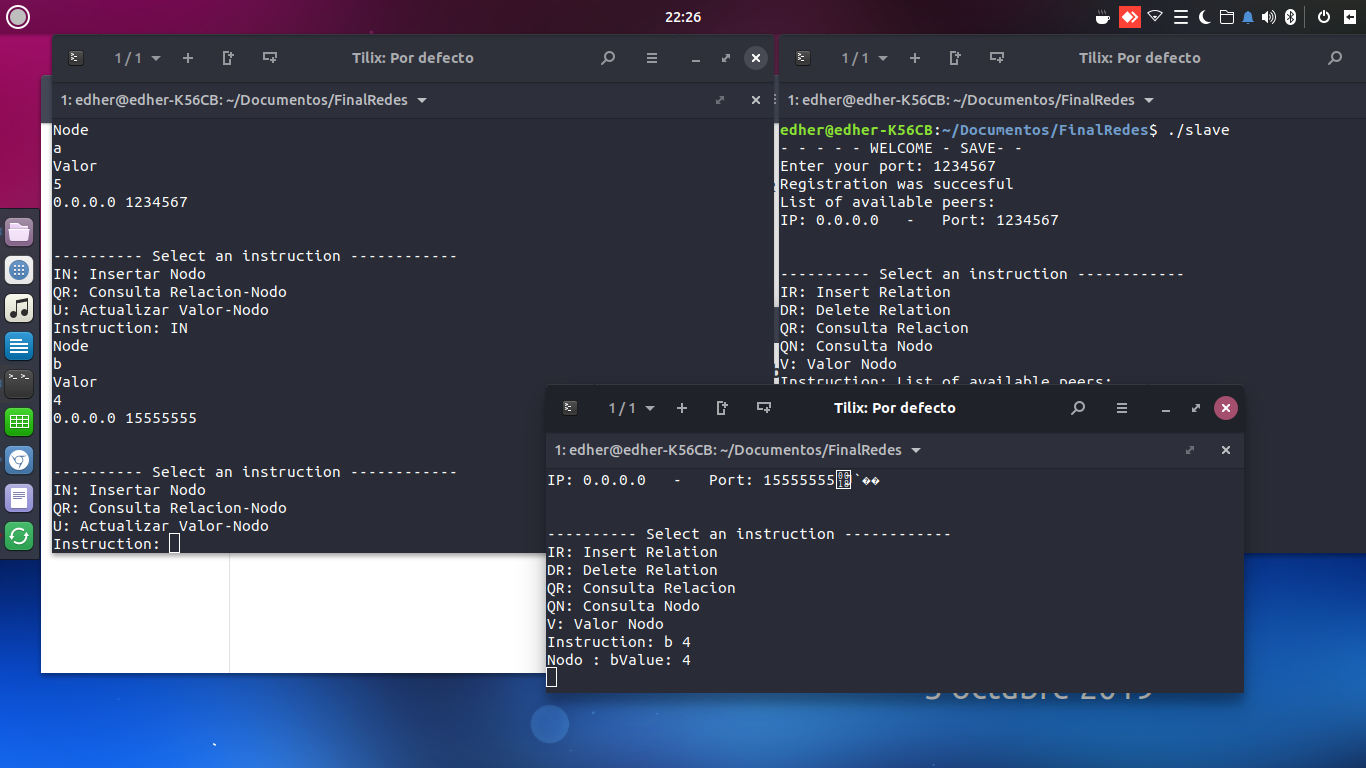 22:26
1 / 1
Tilix: Por defecto
1: edher@edher-K56CB: ~/Documentos/FinalRedes
Node
a
Valor
5
0.0.0.0 1234567
---------- Select an instruction ------------
IN: Insertar Nodo
QR: Consulta Relacion-Nodo
U: Actualizar Valor-Nodo
Instruction: IN
Node
b
Valor
4
0.0.0.0 15555555
---------- Select an instruction ------------
IN: Insertar Nodo
QR: Consulta Relacion-Nodo
U: Actualizar Valor-Nodo
Instruction:
1 / 1
Tilix: Por defecto
1: edher@edher-K56CB: ~/Documentos/FinalRedes
edher@edher-K56CB:~/Documentos/FinalRedes$ ./slave
- - - - - WELCOME - SAVE- -
Enter your port: 1234567
Registration was succesful
List of available peers:
IP: 0.0.0.0   -   Port: 1234567
---------- Select an instruction ------------
IR: Insert Relation
DR: Delete Relation
QR: Consulta Relacion
QN: Consulta Nodo
V: Valor Nodo
Instruction: List of available peers:
1 / 1
Tilix: Por defecto
1: edher@edher-K56CB: ~/Documentos/FinalRedes
IP: 0.0.0.0   -   Port: 15555555
---------- Select an instruction ------------
IR: Insert Relation
DR: Delete Relation
QR: Consulta Relacion
QN: Consulta Nodo
V: Valor Nodo
Instruction: b 4
Nodo : bValue: 4
octubre 2019